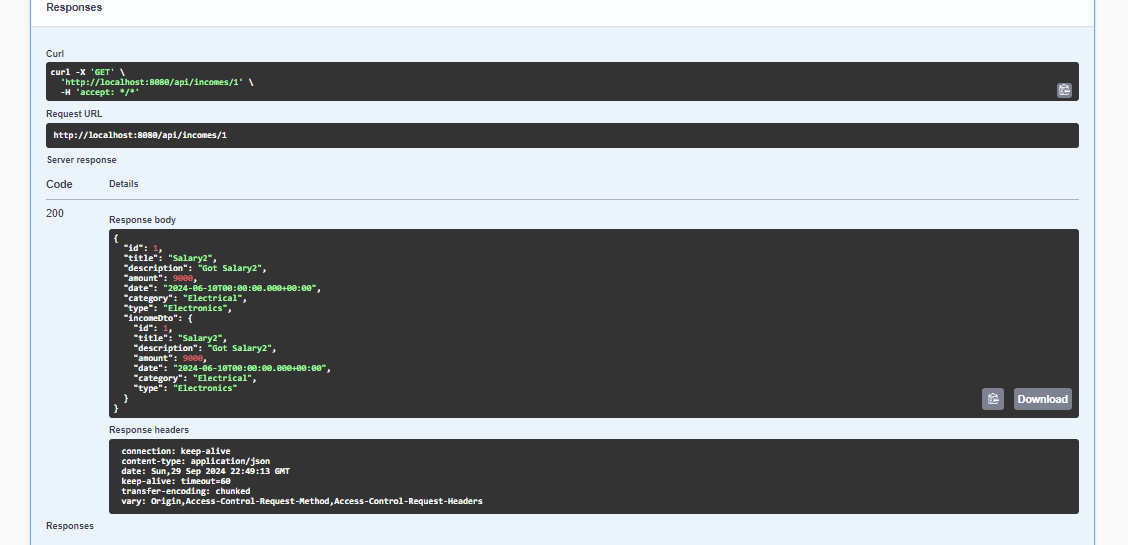 Responses
Curl
curl -X 'GET' \
'http://localhost:8080/api/incomes/1' \
-H 'accept: */*'
Request URL
http://localhost:8080/api/incomes/1
Server response
Code Details
200
Response body
{
"id": 1,
"title": "Salary2",
"description": "Got Salary2",
"amount": 9000,
"date": "2024-06-10T00:00:00.000+00:00",
"category": "Electrical",
"type": "Electronics",
"incomeDto": {
"id": 1,
"title": "Salary2",
"description": "Got Salary2",
"amount": 9000,
"date": "2024-06-10T00:00:00.000+00:00",
"category": "Electrical",
"type": "Electronics"
}
}
Download
Response headers
connection: keep-alive
content-type: application/json
date: Sun,29 Sep 2024 22:49:13 GMT
keep-alive: timeout=60
transfer-encoding: chunked
vary: Origin,Access-Control-Request-Method,Access-Control-Request-Headers
Responses